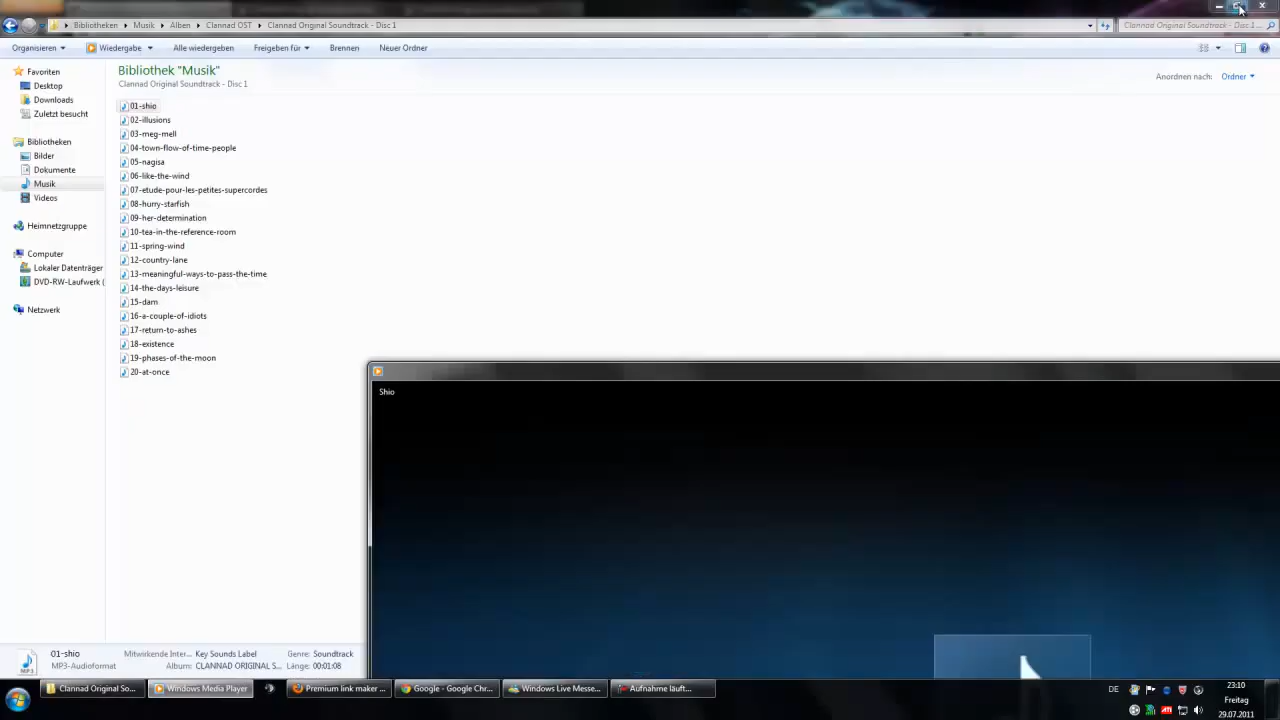 Bibliotheken Musik Alben Clannad OST Clannad Original Soundtrack - Disc 1 Clannad Original Soundtrack - Disc 1 ...
Organisieren Wiedergabe Alle wiedergeben Freigeben für Brennen Neuer Ordner
Favoriten
Desktop
Downloads
Zuletzt besucht
Bibliotheken
Bilder
Dokumente
Musik
Videos
Heimnetzgruppe
Computer
Lokaler Datenträger
DVD-RW-Laufwerk (
Netzwerk
Bibliothek "Musik"
Clannad Original Soundtrack - Disc 1
Anordnen nach: Ordner
01-shio
02-illusions
03-meg-mell
04-town-flow-of-time-people
05-nagisa
06-like-the-wind
07-etude-pour-les-petites-supercordes
08-hurry-starfish
09-her-determination
10-tea-in-the-reference-room
11-spring-wind
12-country-lane
13-meaningful-ways-to-pass-the-time
14-the-days-leisure
15-dam
16-a-couple-of-idiots
17-return-to-ashes
18-existence
19-phases-of-the-moon
20-at-once
Shio
01-shio Mitwirkende Inter... Key Sounds Label Genre: Soundtrack
MP3-Audioformat Album: CLANNAD ORIGINAL S... Länge: 00:01:08
MP3
Clannad Original So... Windows Media Player Premium link maker ... Google - Google Chr... Windows Live Messe... Aufnahme läuft...
DE
23:10
Freitag
29.07.2011